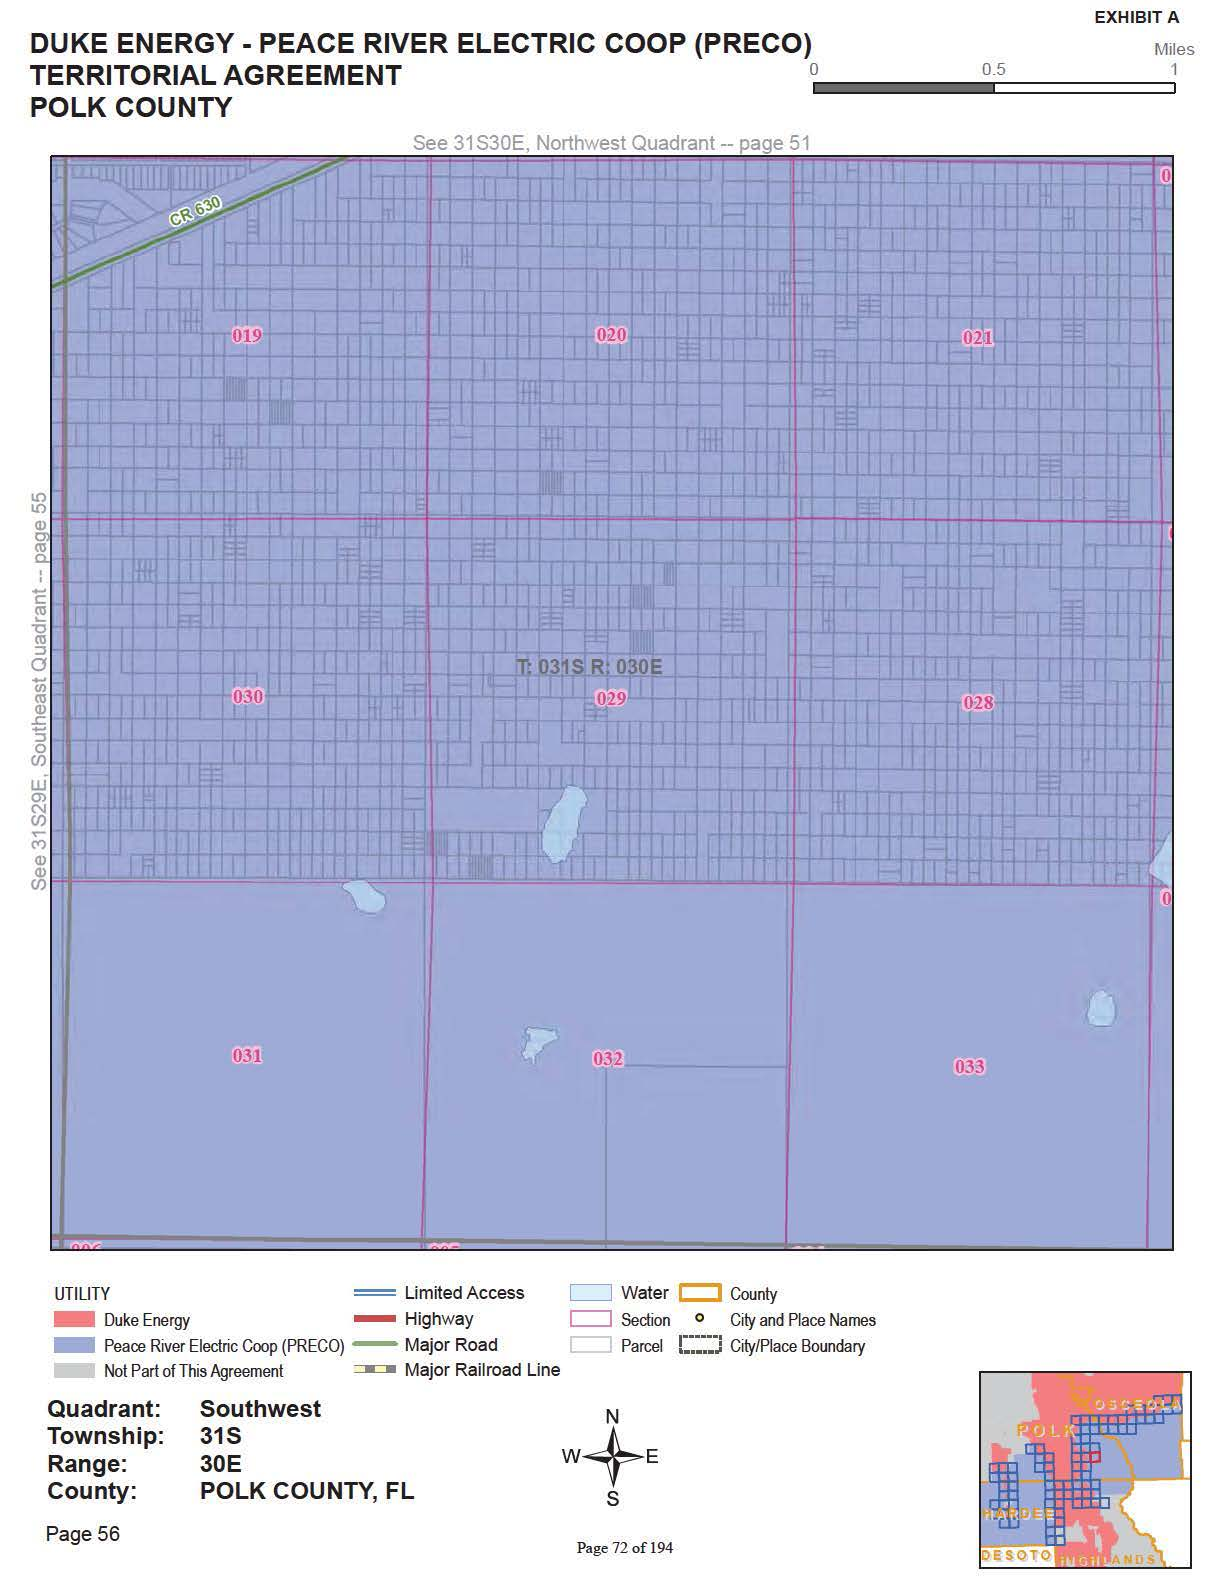 EXHIBIT A
DUKE ENERGY - PEACE RIVER ELECTRIC COOP (PRECO)
TERRITORIAL AGREEMENT
POLK COUNTY
Miles
0 0.5 1
See 31S30E, Northwest Quadrant -- page 51
See 31S29E, Southeast Quadrant -- page 55
CR 630
019 020 021
T: 031S R: 030E
030 029 028
031 032 033
UTILITY
Duke Energy
Peace River Electric Coop (PRECO)
Not Part of This Agreement
Limited Access
Highway
Major Road
Major Railroad Line
Water
Section
Parcel
County
City and Place Names
City/Place Boundary
Quadrant: Southwest
Township: 31S
Range: 30E
County: POLK COUNTY, FL
Page 56
N
W E
S
Page 72 of 194
OSCEOLA
POLK
HARDEE
DESOTO
HIGHLANDS